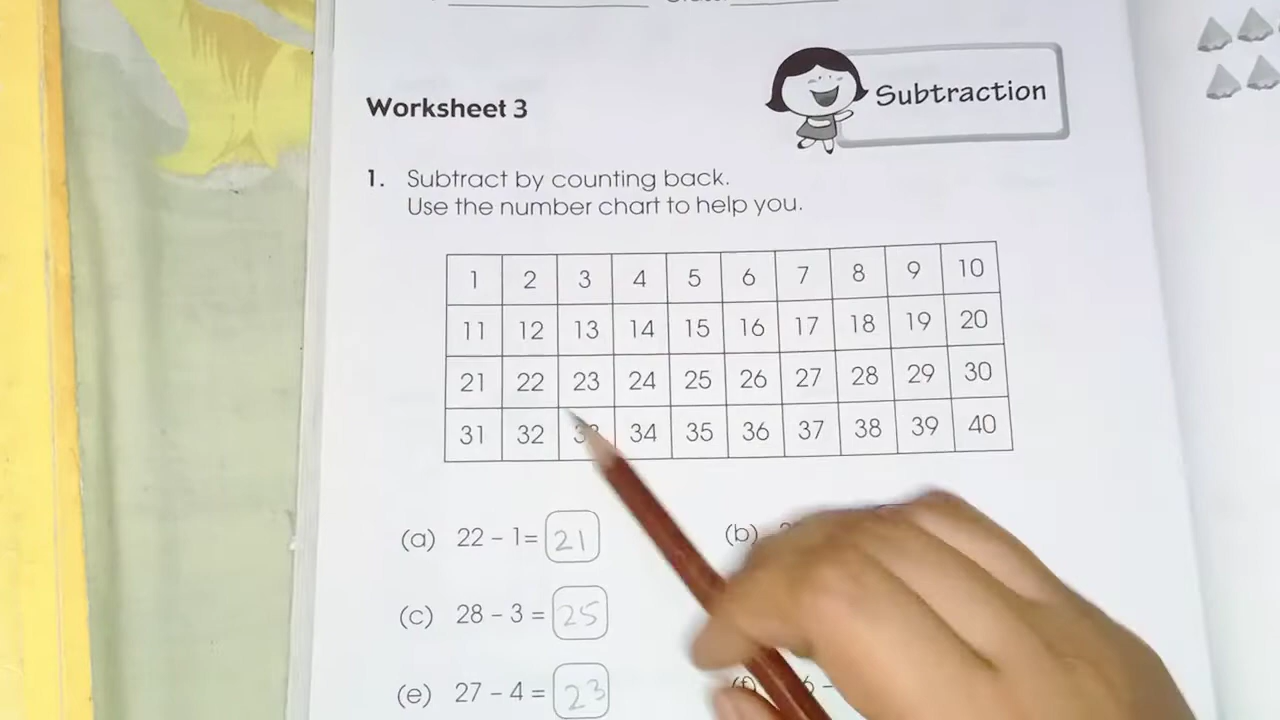 Subtraction
Worksheet 3
1. Subtract by counting back.
Use the number chart to help you.
1 2 3 4 5 6 7 8 9 10
11 12 13 14 15 16 17 18 19 20
21 22 23 24 25 26 27 28 29 30
31 32 33 34 35 36 37 38 39 40
(a) 22 - 1= 21
(b)
(c) 28 - 3 = 25
(e) 27 - 4 = 23
(f)